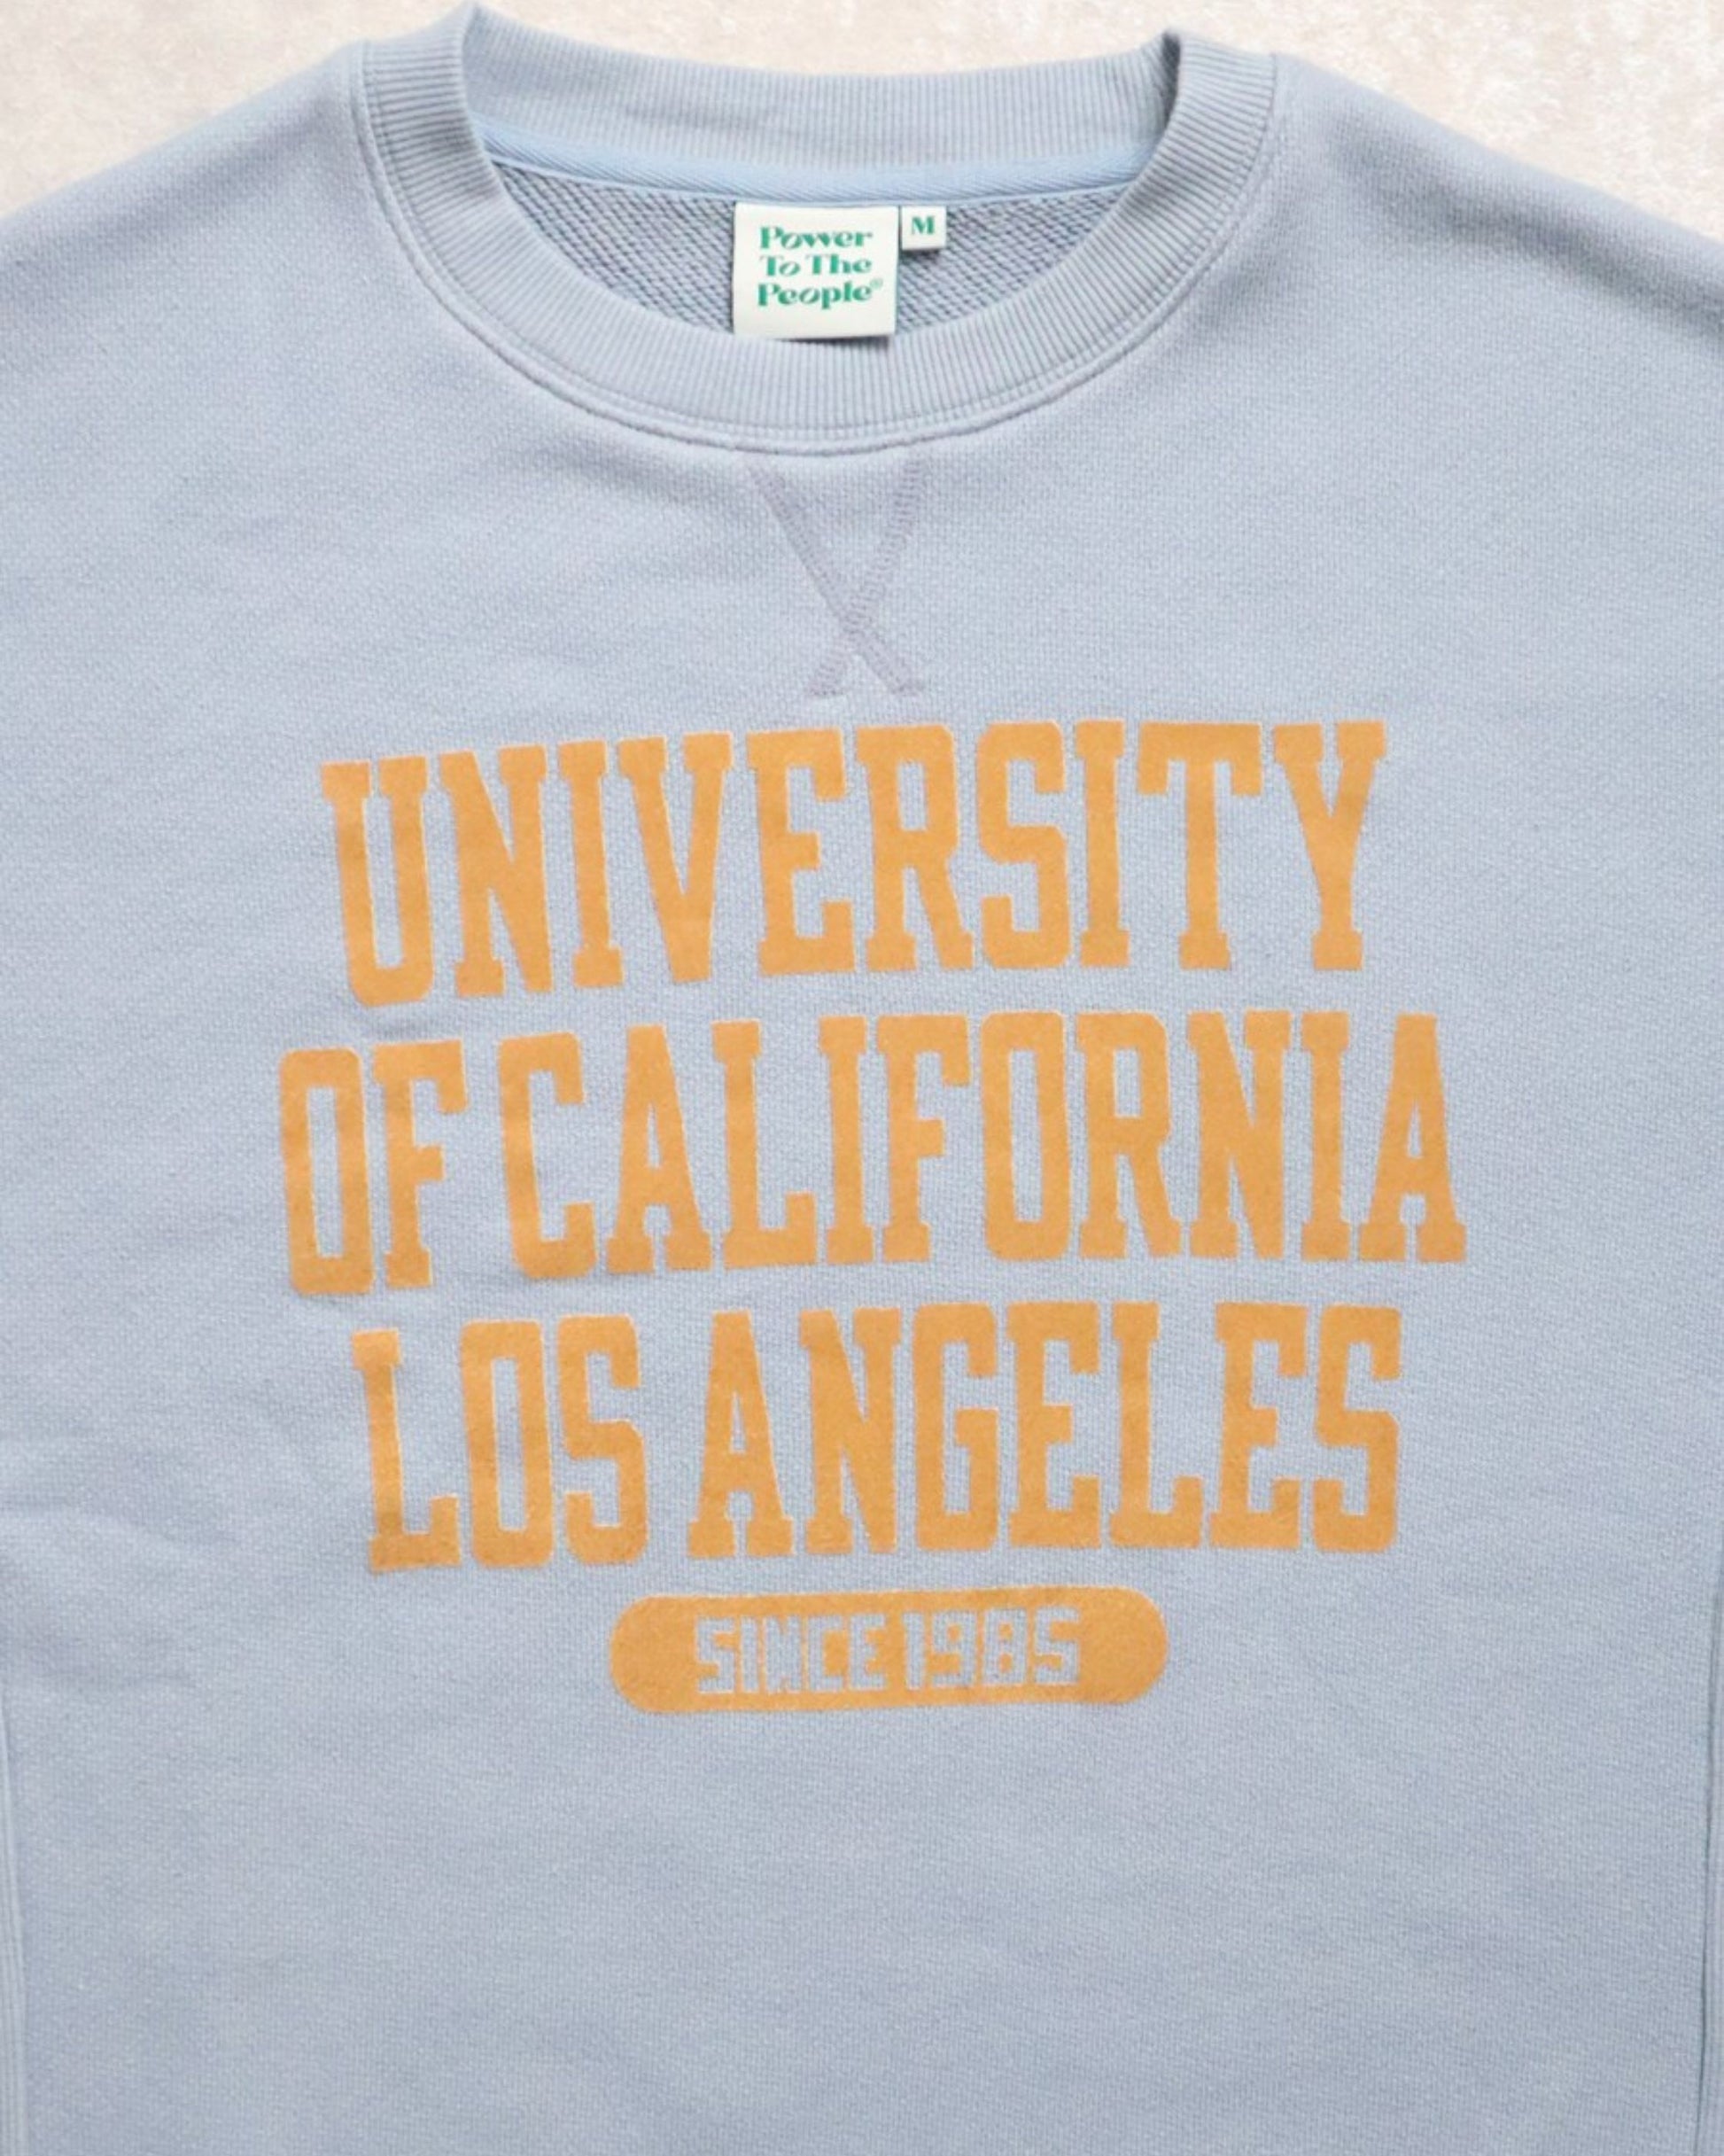 Power
To The
People®
M
UNIVERSITY
OF CALIFORNIA
LOS ANGELES
SINCE 1985